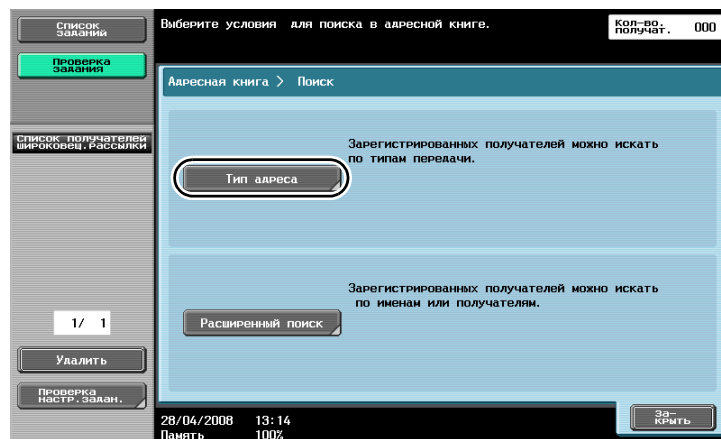 Список
заданий
Выберите условия для поиска в адресной книге.
Кол-во.
получат.
000
Проверка
задания
Адресная книга > Поиск
Список получателей
широковещ.рассылки
Зарегистрированных получателей можно искать
по типам передачи.
Тип адреса
Зарегистрированных получателей можно искать
по именам или получателям.
Расширенный поиск
1/ 1
Удалить
Проверка
настр.задан.
За-
крыть
28/04/2008 13:14
Память 100%